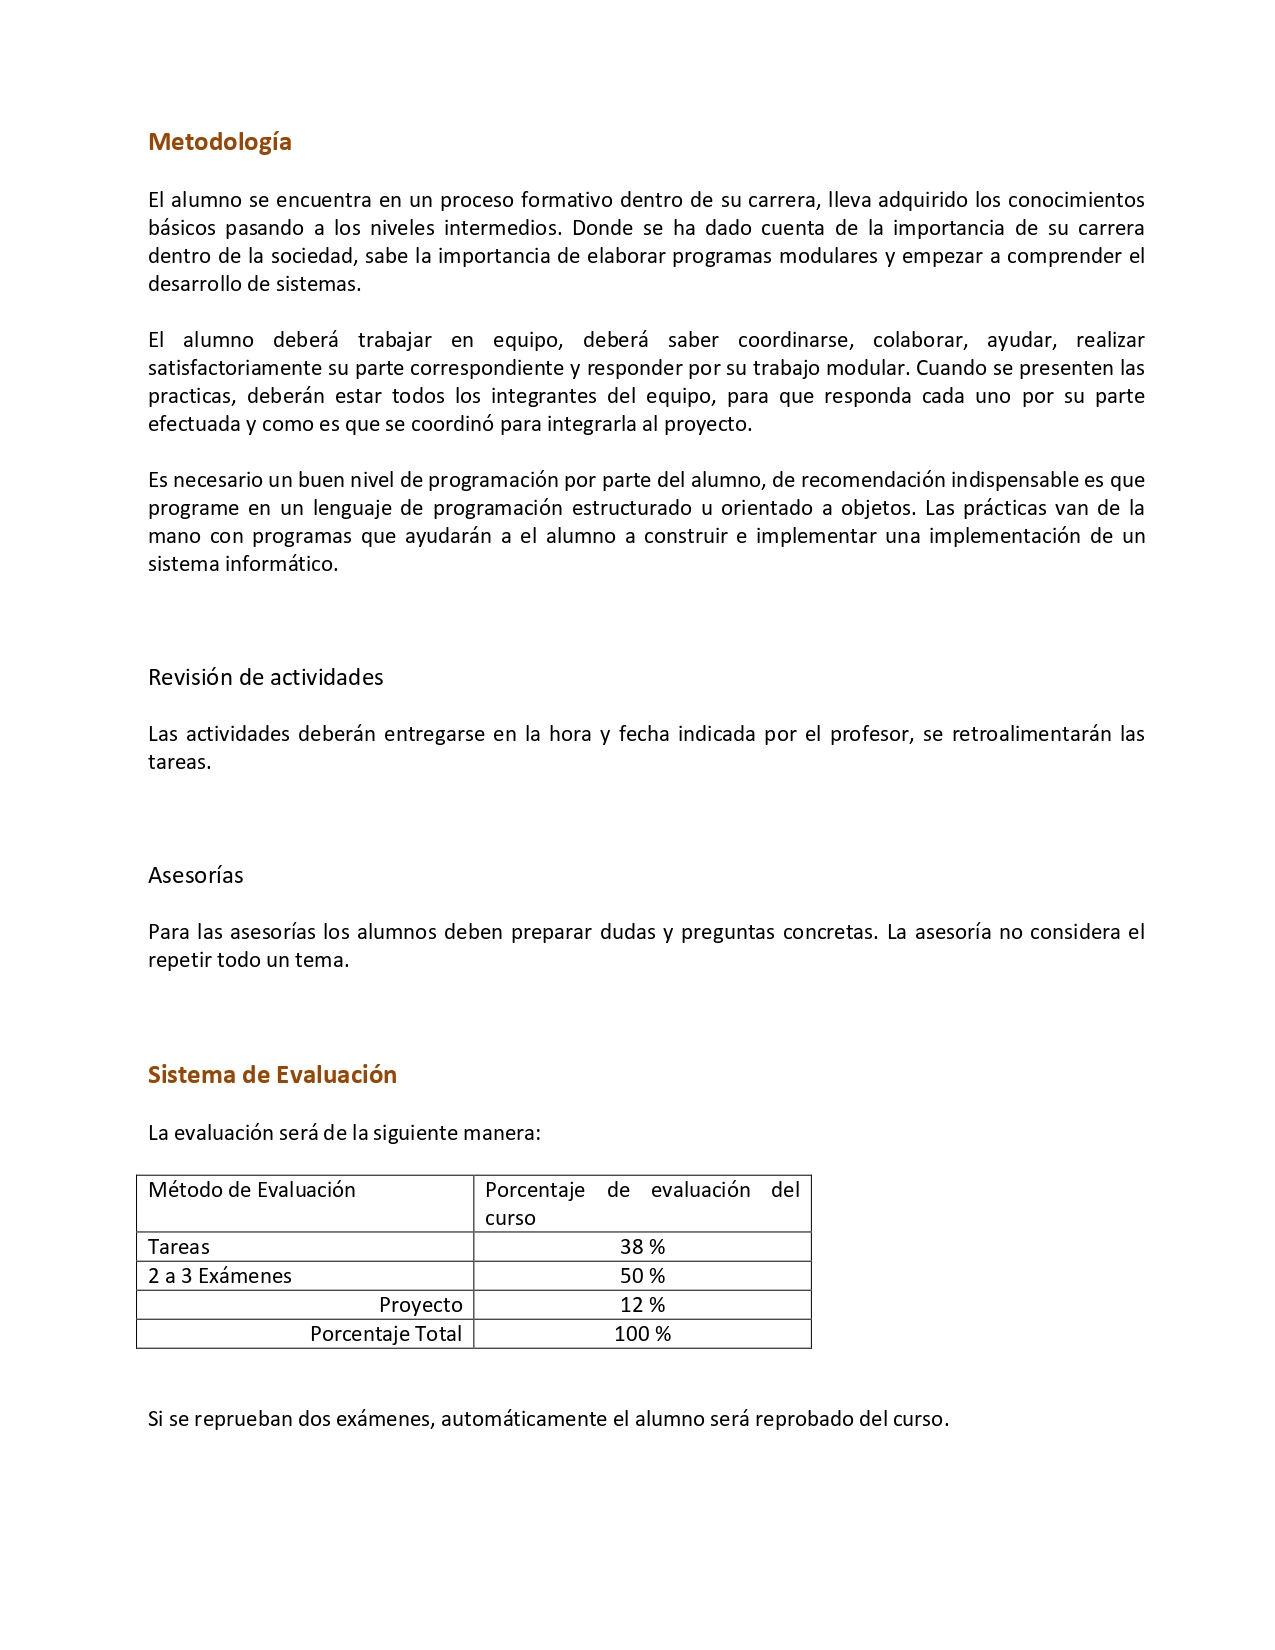 Metodología
El alumno se encuentra en un proceso formativo dentro de su carrera, lleva adquirido los conocimientos
básicos pasando a los niveles intermedios. Donde se ha dado cuenta de la importancia de su carrera
dentro de la sociedad, sabe la importancia de elaborar programas modulares y empezar a comprender el
desarrollo de sistemas.
El alumno deberá trabajar en equipo, deberá saber coordinarse, colaborar, ayudar, realizar
satisfactoriamente su parte correspondiente y responder por su trabajo modular. Cuando se presenten las
practicas, deberán estar todos los integrantes del equipo, para que responda cada uno por su parte
efectuada y como es que se coordinó para integrarla al proyecto.
Es necesario un buen nivel de programación por parte del alumno, de recomendación indispensable es que
programe en un lenguaje de programación estructurado u orientado a objetos. Las prácticas van de la
mano con programas que ayudarán a el alumno a construir e implementar una implementación de un
sistema informático.
Revisión de actividades
Las actividades deberán entregarse en la hora y fecha indicada por el profesor, se retroalimentarán las
tareas.
Asesorías
Para las asesorías los alumnos deben preparar dudas y preguntas concretas. La asesoría no considera el
repetir todo un tema.
Sistema de Evaluación
La evaluación será de la siguiente manera:
Método de Evaluación
Porcentaje de evaluación del
curso
Tareas 38 %
2 a 3 Exámenes 50 %
Proyecto 12 %
Porcentaje Total 100 %
Si se reprueban dos exámenes, automáticamente el alumno será reprobado del curso.